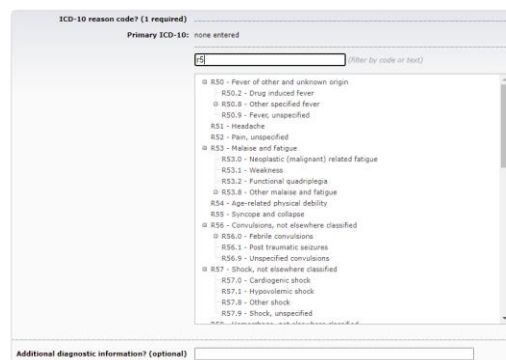 ICD-10 reason code? (1 required)
Primary ICD-10: none entered
r5 (filter by code or text)
R50 - Fever of other and unknown origin
R50.2 - Drug induced fever
R50.8 - Other specified fever
R50.9 - Fever, unspecified
R51 - Headache
R52 - Pain, unspecified
R53 - Malaise and fatigue
R53.0 - Neoplastic (malignant) related fatigue
R53.1 - Weakness
R53.2 - Functional quadriplegia
R53.8 - Other malaise and fatigue
R54 - Age-related physical debility
R55 - Syncope and collapse
R56 - Convulsions, not elsewhere classified
R56.0 - Febrile convulsions
R56.1 - Post traumatic seizures
R56.9 - Unspecified convulsions
R57 - Shock, not elsewhere classified
R57.0 - Cardiogenic shock
R57.1 - Hypovolemic shock
R57.8 - Other shock
R57.9 - Shock, unspecified
Additional diagnostic information? (optional)